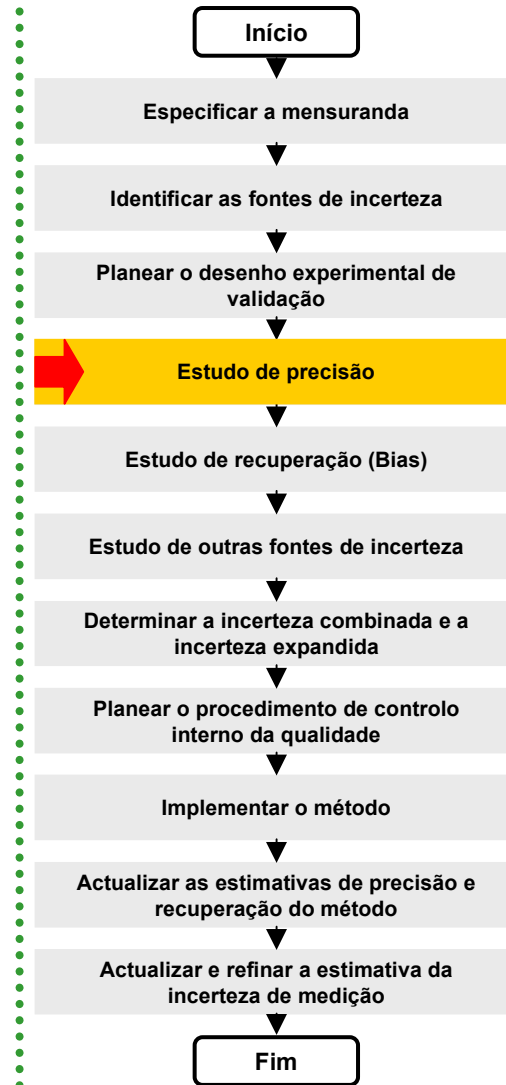 Início
Especificar a mensuranda
Identificar as fontes de incerteza
Planear o desenho experimental de
validação
Estudo de precisão
Estudo de recuperação (Bias)
Estudo de outras fontes de incerteza
Determinar a incerteza combinada e a
incerteza expandida
Planear o procedimento de controlo
interno da qualidade
Implementar o método
Actualizar as estimativas de precisão e
recuperação do método
Actualizar e refinar a estimativa da
incerteza de medição
Fim